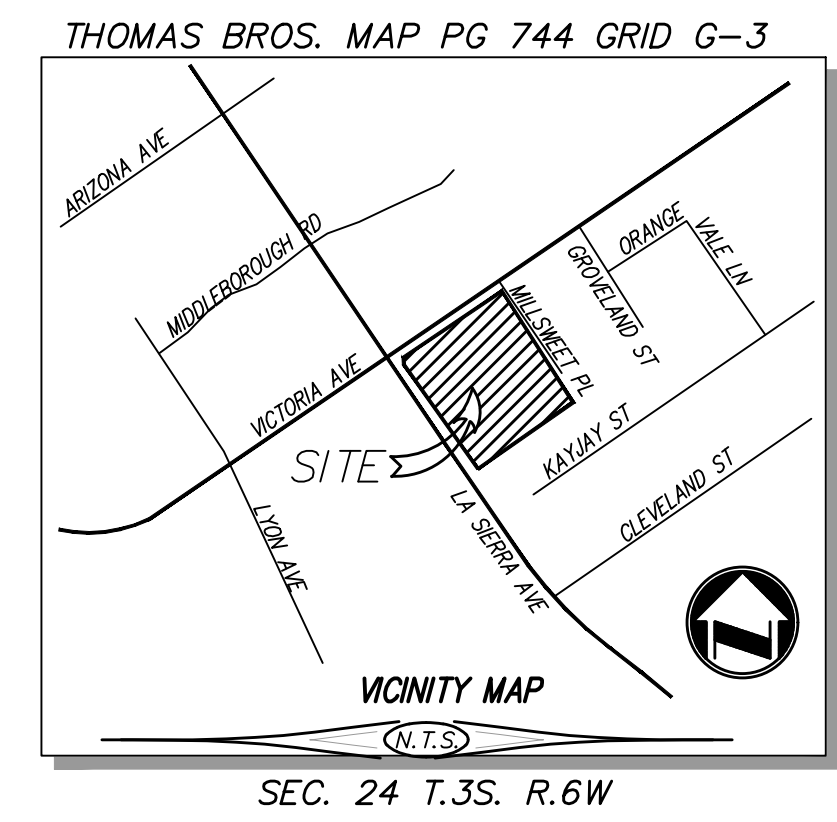 THOMAS BROS. MAP PG 744 GRID G-3
ARIZONA AVE
MIDDLEBOROUGH RD
ORANGE
VALE LN
GROVELAND ST
MILLSWEET PL
VICTORIA AVE
SITE
KAYJAY ST
CLEVELAND ST
LYON AVE
LA SIERRA AVE
N
VICINITY MAP
N.T.S.
SEC. 24 T.3S. R.6W